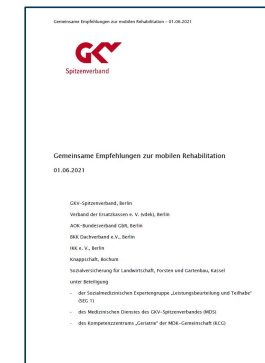 Gemeinsame Empfehlungen zur mobilen Rehabilitation – 01.06.2021
GKV
Spitzenverband
Gemeinsame Empfehlungen zur mobilen Rehabilitation
01.06.2021
GKV-Spitzenverband, Berlin
Verband der Ersatzkassen e. V. (vdek), Berlin
AOK-Bundesverband GbR, Berlin
BKK Dachverband e.V., Berlin
IKK e. V., Berlin
Knappschaft, Bochum
Sozialversicherung für Landwirtschaft, Forsten und Gartenbau, Kassel
unter Beteiligung
- der Sozialmedizinischen Expertengruppe „Leistungsbeurteilung und Teilhabe“
(SEG 1)
- des Medizinischen Dienstes des GKV-Spitzenverbandes (MDS)
- des Kompetenzzentrums „Geriatrie“ der MDK-Gemeinschaft (KCG)